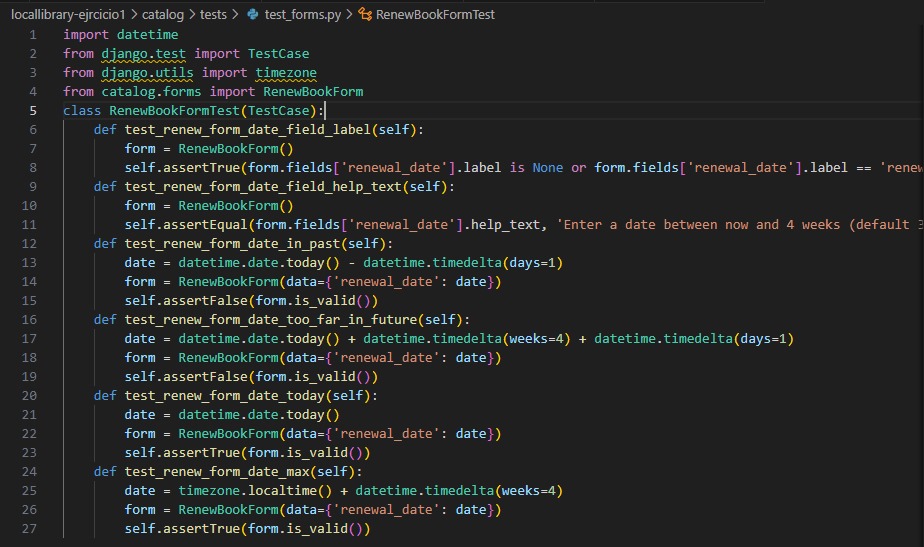 locallibrary-ejrcicio1 > catalog > tests > test_forms.py > RenewBookFormTest
1 import datetime
2 from django.test import TestCase
3 from django.utils import timezone
4 from catalog.forms import RenewBookForm
5 class RenewBookFormTest(TestCase):
6     def test_renew_form_date_field_label(self):
7         form = RenewBookForm()
8         self.assertTrue(form.fields['renewal_date'].label is None or form.fields['renewal_date'].label == 'renew
9     def test_renew_form_date_field_help_text(self):
10         form = RenewBookForm()
11         self.assertEqual(form.fields['renewal_date'].help_text, 'Enter a date between now and 4 weeks (default 3
12     def test_renew_form_date_in_past(self):
13         date = datetime.date.today() - datetime.timedelta(days=1)
14         form = RenewBookForm(data={'renewal_date': date})
15         self.assertFalse(form.is_valid())
16     def test_renew_form_date_too_far_in_future(self):
17         date = datetime.date.today() + datetime.timedelta(weeks=4) + datetime.timedelta(days=1)
18         form = RenewBookForm(data={'renewal_date': date})
19         self.assertFalse(form.is_valid())
20     def test_renew_form_date_today(self):
21         date = datetime.date.today()
22         form = RenewBookForm(data={'renewal_date': date})
23         self.assertTrue(form.is_valid())
24     def test_renew_form_date_max(self):
25         date = timezone.localtime() + datetime.timedelta(weeks=4)
26         form = RenewBookForm(data={'renewal_date': date})
27         self.assertTrue(form.is_valid())